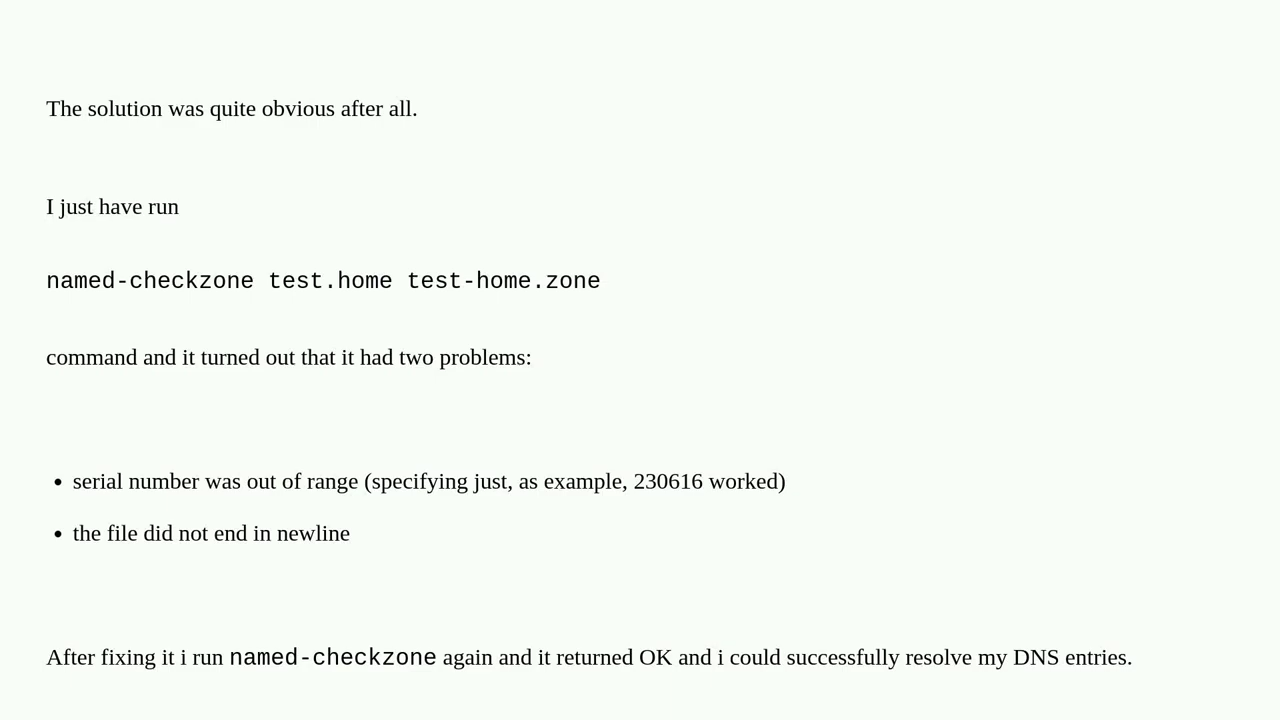 The solution was quite obvious after all.
I just have run
named-checkzone test.home test-home.zone
command and it turned out that it had two problems:
• serial number was out of range (specifying just, as example, 230616 worked)
• the file did not end in newline
After fixing it i run named-checkzone again and it returned OK and i could successfully resolve my DNS entries.